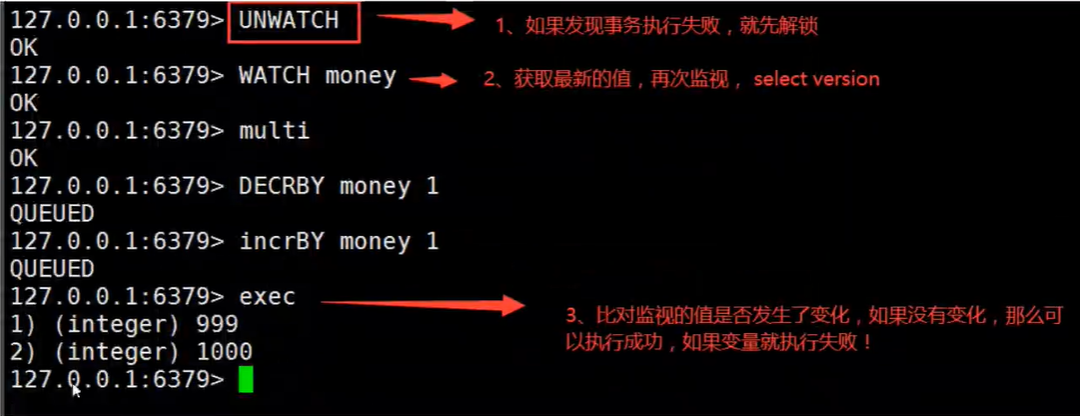 127.0.0.1:6379> UNWATCH
1、如果发现事务执行失败，就先解锁
OK
127.0.0.1:6379> WATCH money
2、获取最新的值，再次监视， select version
OK
127.0.0.1:6379> multi
OK
127.0.0.1:6379> DECRBY money 1
QUEUED
127.0.0.1:6379> incrBY money 1
QUEUED
127.0.0.1:6379> exec
1) (integer) 999
2) (integer) 1000
127.0.0.1:6379>
3、比对监视的值是否发生了变化，如果没有变化，那么可
以执行成功，如果变量就执行失败！